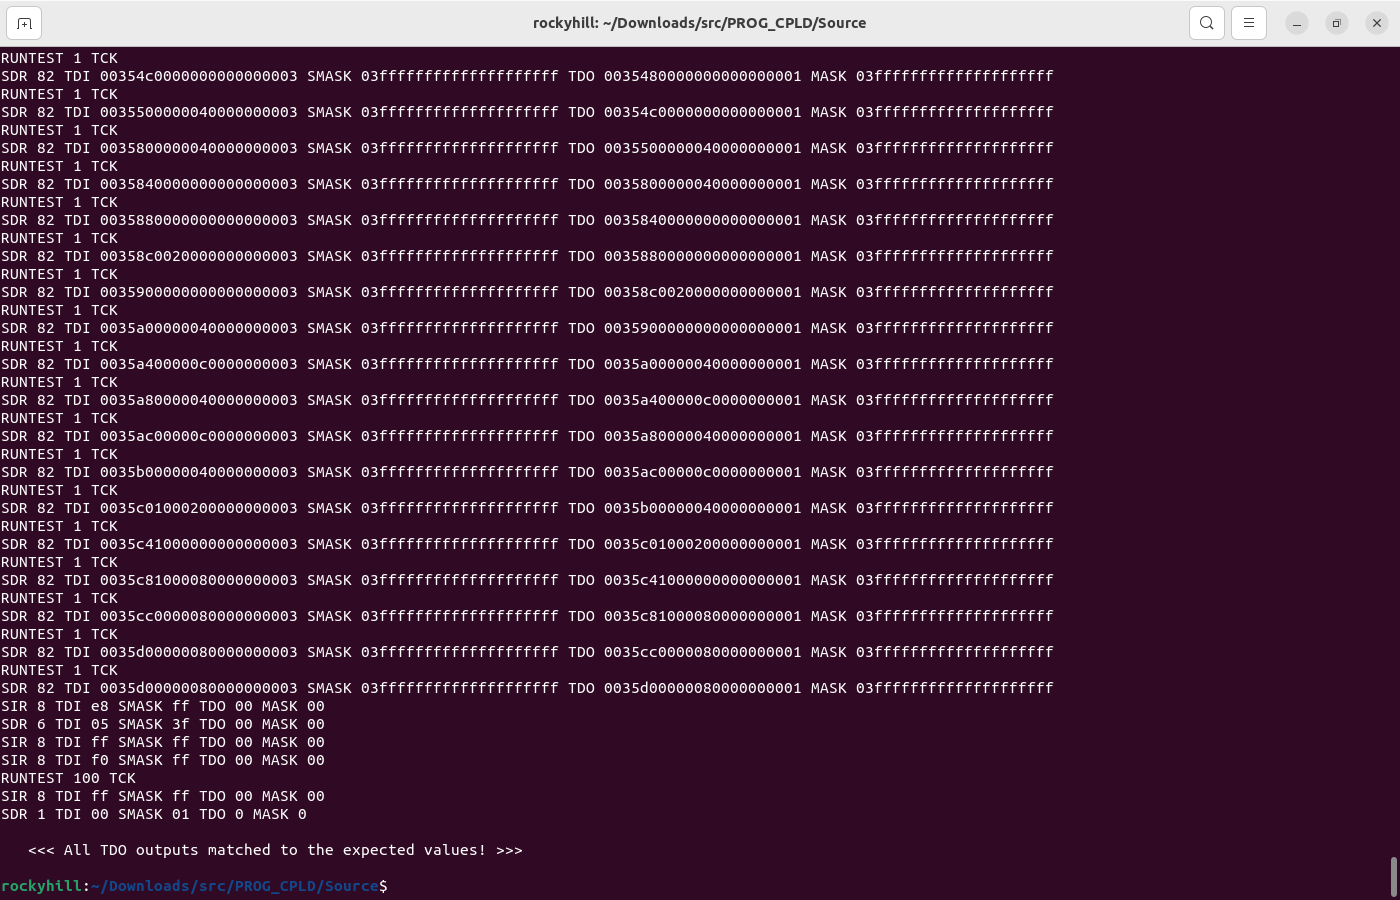 rockyhill: ~/Downloads/src/PROG_CPLD/Source
RUNTEST 1 TCK
SDR 82 TDI 00354c0000000000000003 SMASK 03ffffffffffffffffffff TDO 0035480000000000000001 MASK 03ffffffffffffffffffff
RUNTEST 1 TCK
SDR 82 TDI 0035500000040000000003 SMASK 03ffffffffffffffffffff TDO 00354c0000000000000001 MASK 03ffffffffffffffffffff
RUNTEST 1 TCK
SDR 82 TDI 0035800000040000000003 SMASK 03ffffffffffffffffffff TDO 0035500000040000000001 MASK 03ffffffffffffffffffff
RUNTEST 1 TCK
SDR 82 TDI 0035840000000000000003 SMASK 03ffffffffffffffffffff TDO 0035800000040000000001 MASK 03ffffffffffffffffffff
RUNTEST 1 TCK
SDR 82 TDI 0035880000000000000003 SMASK 03ffffffffffffffffffff TDO 0035840000000000000001 MASK 03ffffffffffffffffffff
RUNTEST 1 TCK
SDR 82 TDI 00358c0020000000000003 SMASK 03ffffffffffffffffffff TDO 0035880000000000000001 MASK 03ffffffffffffffffffff
RUNTEST 1 TCK
SDR 82 TDI 0035900000000000000003 SMASK 03ffffffffffffffffffff TDO 00358c0020000000000001 MASK 03ffffffffffffffffffff
RUNTEST 1 TCK
SDR 82 TDI 0035a00000040000000003 SMASK 03ffffffffffffffffffff TDO 0035900000000000000001 MASK 03ffffffffffffffffffff
RUNTEST 1 TCK
SDR 82 TDI 0035a400000c0000000003 SMASK 03ffffffffffffffffffff TDO 0035a00000040000000001 MASK 03ffffffffffffffffffff
RUNTEST 1 TCK
SDR 82 TDI 0035a80000040000000003 SMASK 03ffffffffffffffffffff TDO 0035a400000c0000000001 MASK 03ffffffffffffffffffff
RUNTEST 1 TCK
SDR 82 TDI 0035ac00000c0000000003 SMASK 03ffffffffffffffffffff TDO 0035a80000040000000001 MASK 03ffffffffffffffffffff
RUNTEST 1 TCK
SDR 82 TDI 0035b00000040000000003 SMASK 03ffffffffffffffffffff TDO 0035ac00000c0000000001 MASK 03ffffffffffffffffffff
RUNTEST 1 TCK
SDR 82 TDI 0035c01000200000000003 SMASK 03ffffffffffffffffffff TDO 0035b00000040000000001 MASK 03ffffffffffffffffffff
RUNTEST 1 TCK
SDR 82 TDI 0035c41000000000000003 SMASK 03ffffffffffffffffffff TDO 0035c01000200000000001 MASK 03ffffffffffffffffffff
RUNTEST 1 TCK
SDR 82 TDI 0035c81000080000000003 SMASK 03ffffffffffffffffffff TDO 0035c41000000000000001 MASK 03ffffffffffffffffffff
RUNTEST 1 TCK
SDR 82 TDI 0035cc0000080000000003 SMASK 03ffffffffffffffffffff TDO 0035c81000080000000001 MASK 03ffffffffffffffffffff
RUNTEST 1 TCK
SDR 82 TDI 0035d00000080000000003 SMASK 03ffffffffffffffffffff TDO 0035cc0000080000000001 MASK 03ffffffffffffffffffff
RUNTEST 1 TCK
SDR 82 TDI 0035d00000080000000003 SMASK 03ffffffffffffffffffff TDO 0035d00000080000000001 MASK 03ffffffffffffffffffff
SIR 8 TDI e8 SMASK ff TDO 00 MASK 00
SDR 6 TDI 05 SMASK 3f TDO 00 MASK 00
SIR 8 TDI ff SMASK ff TDO 00 MASK 00
SIR 8 TDI f0 SMASK ff TDO 00 MASK 00
RUNTEST 100 TCK
SIR 8 TDI ff SMASK ff TDO 00 MASK 00
SDR 1 TDI 00 SMASK 01 TDO 0 MASK 0
<<< All TDO outputs matched to the expected values! >>>
rockyhill:~/Downloads/src/PROG_CPLD/Source$